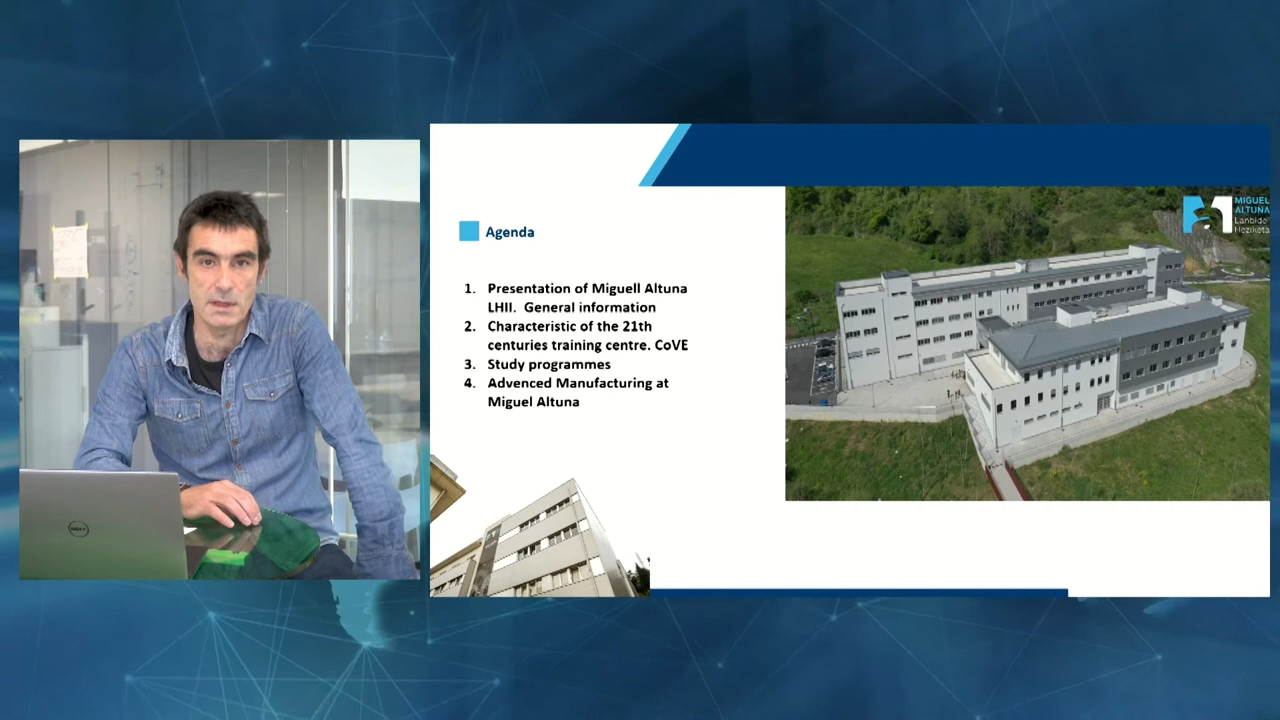 Agenda
1. Presentation of Miguell Altuna
LHII. General information
2. Characteristic of the 21th
centuries training centre. CoVE
3. Study programmes
4. Advenced Manufacturing at
Miguel Altuna
MIGUEL
ALTUNA
Lanbide
Heziketa
DELL